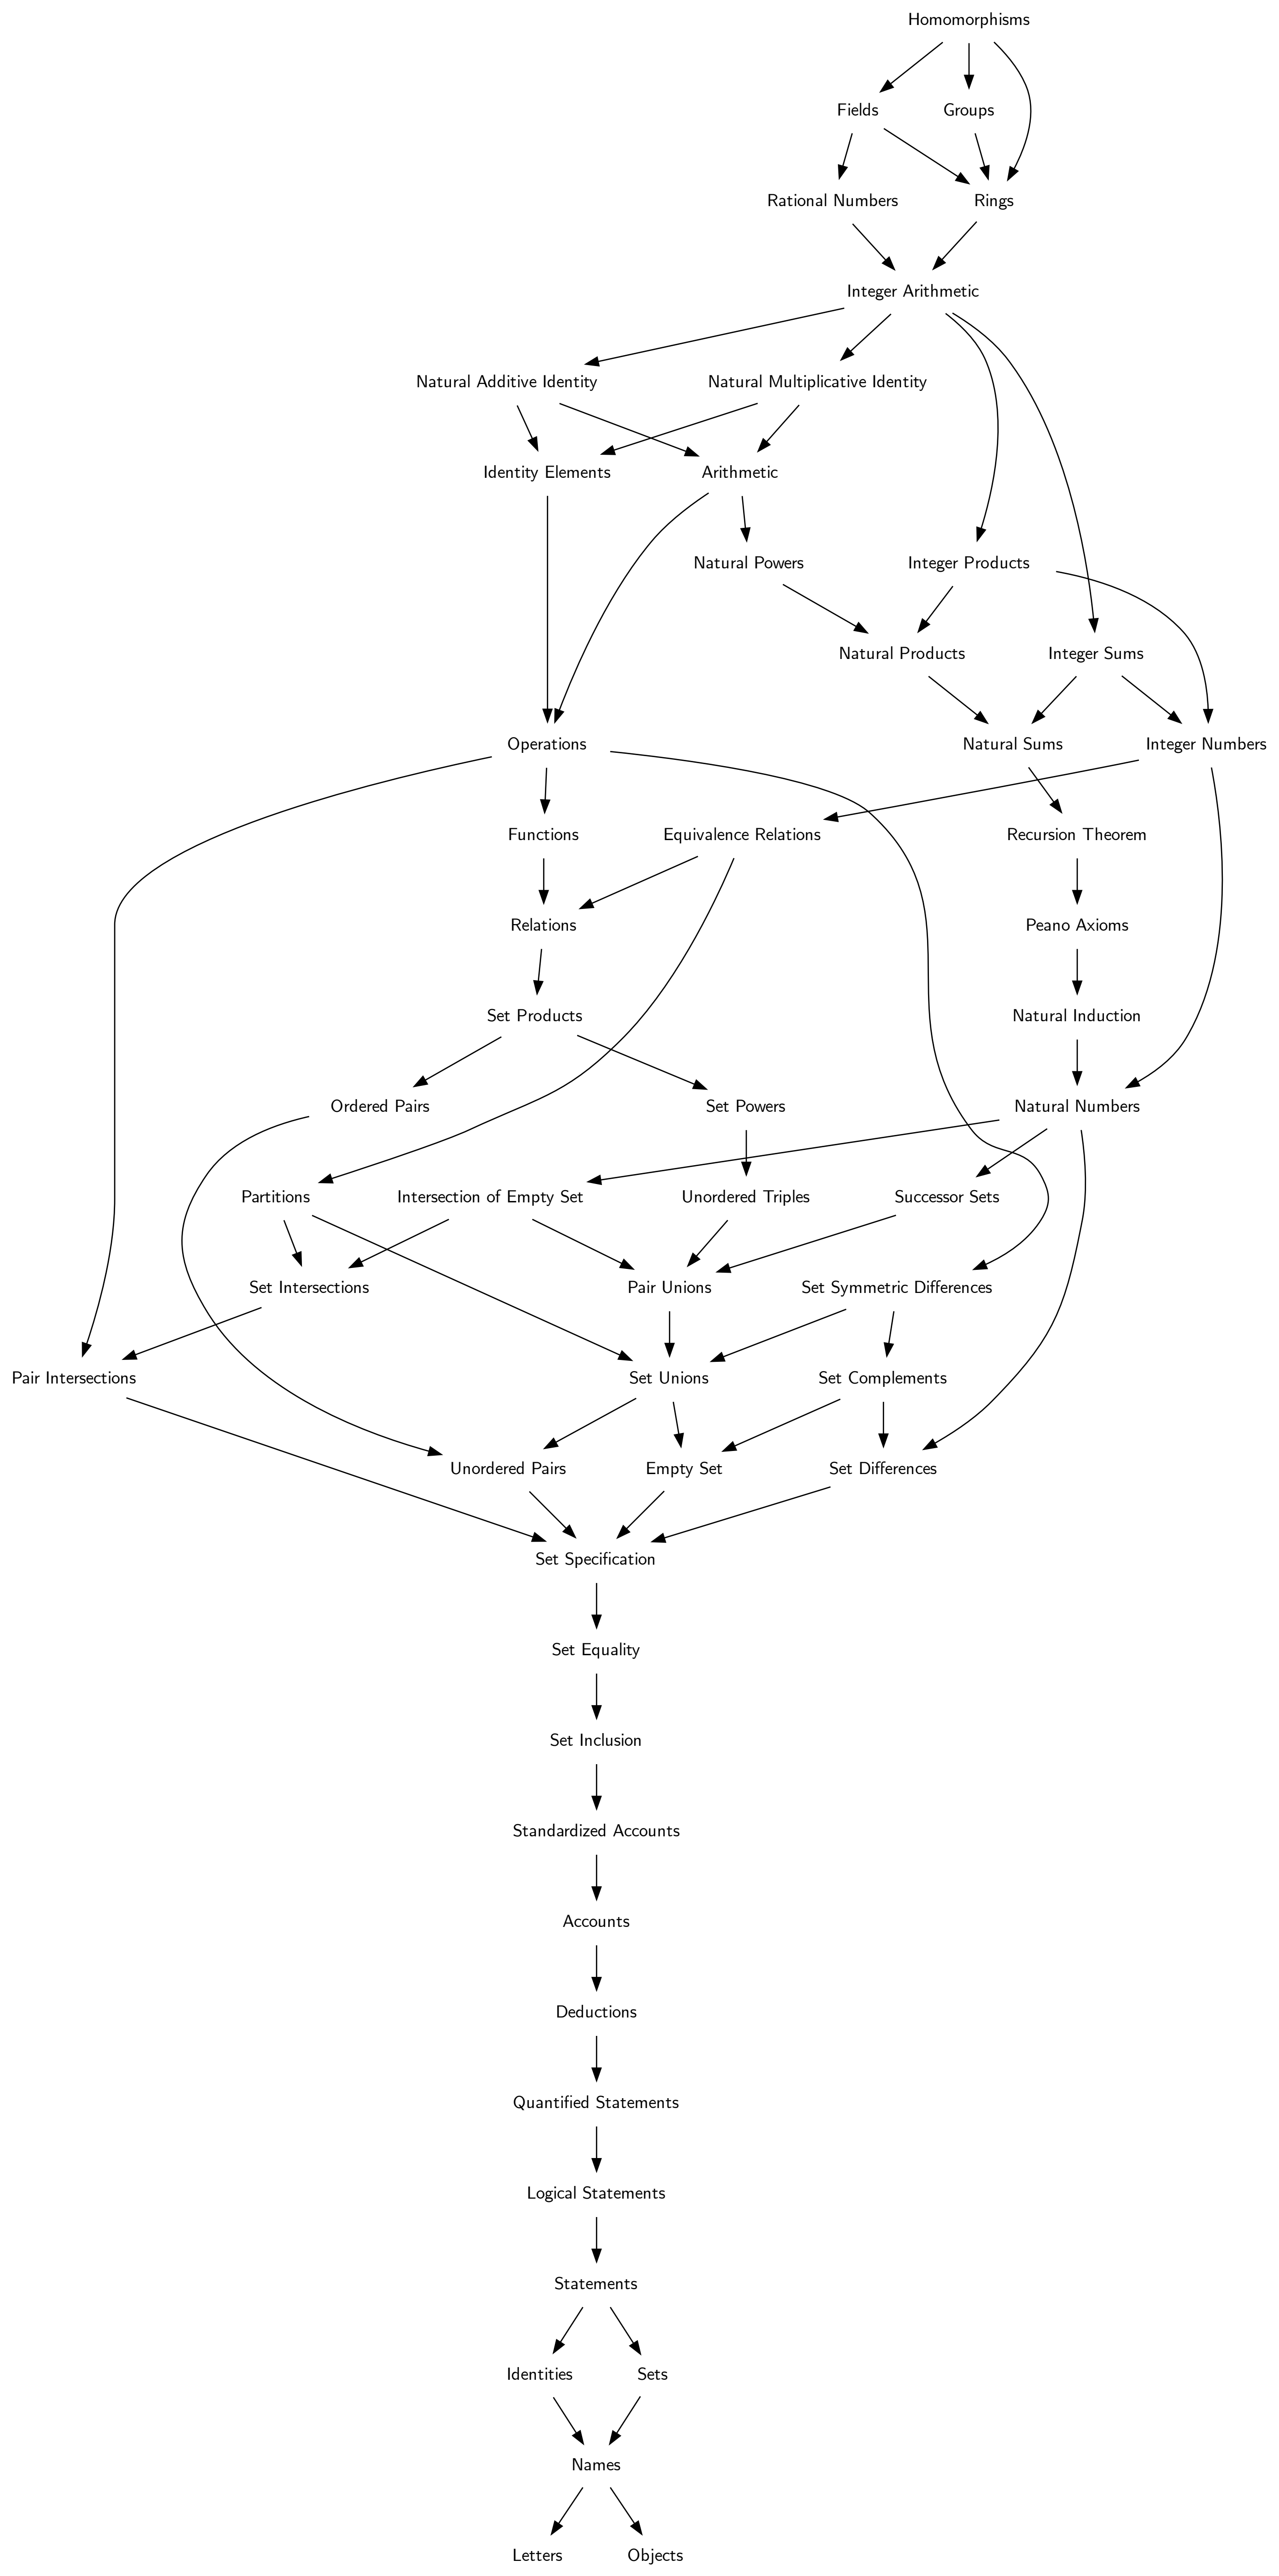 Homomorphisms
Fields
Groups
Rational Numbers
Rings
Integer Arithmetic
Natural Additive Identity
Natural Multiplicative Identity
Identity Elements
Arithmetic
Natural Powers
Integer Products
Natural Products
Integer Sums
Operations
Natural Sums
Integer Numbers
Functions
Equivalence Relations
Recursion Theorem
Relations
Peano Axioms
Set Products
Natural Induction
Ordered Pairs
Set Powers
Natural Numbers
Partitions
Intersection of Empty Set
Unordered Triples
Successor Sets
Set Intersections
Pair Unions
Set Symmetric Differences
Pair Intersections
Set Unions
Set Complements
Unordered Pairs
Empty Set
Set Differences
Set Specification
Set Equality
Set Inclusion
Standardized Accounts
Accounts
Deductions
Quantified Statements
Logical Statements
Statements
Identities
Sets
Names
Letters
Objects